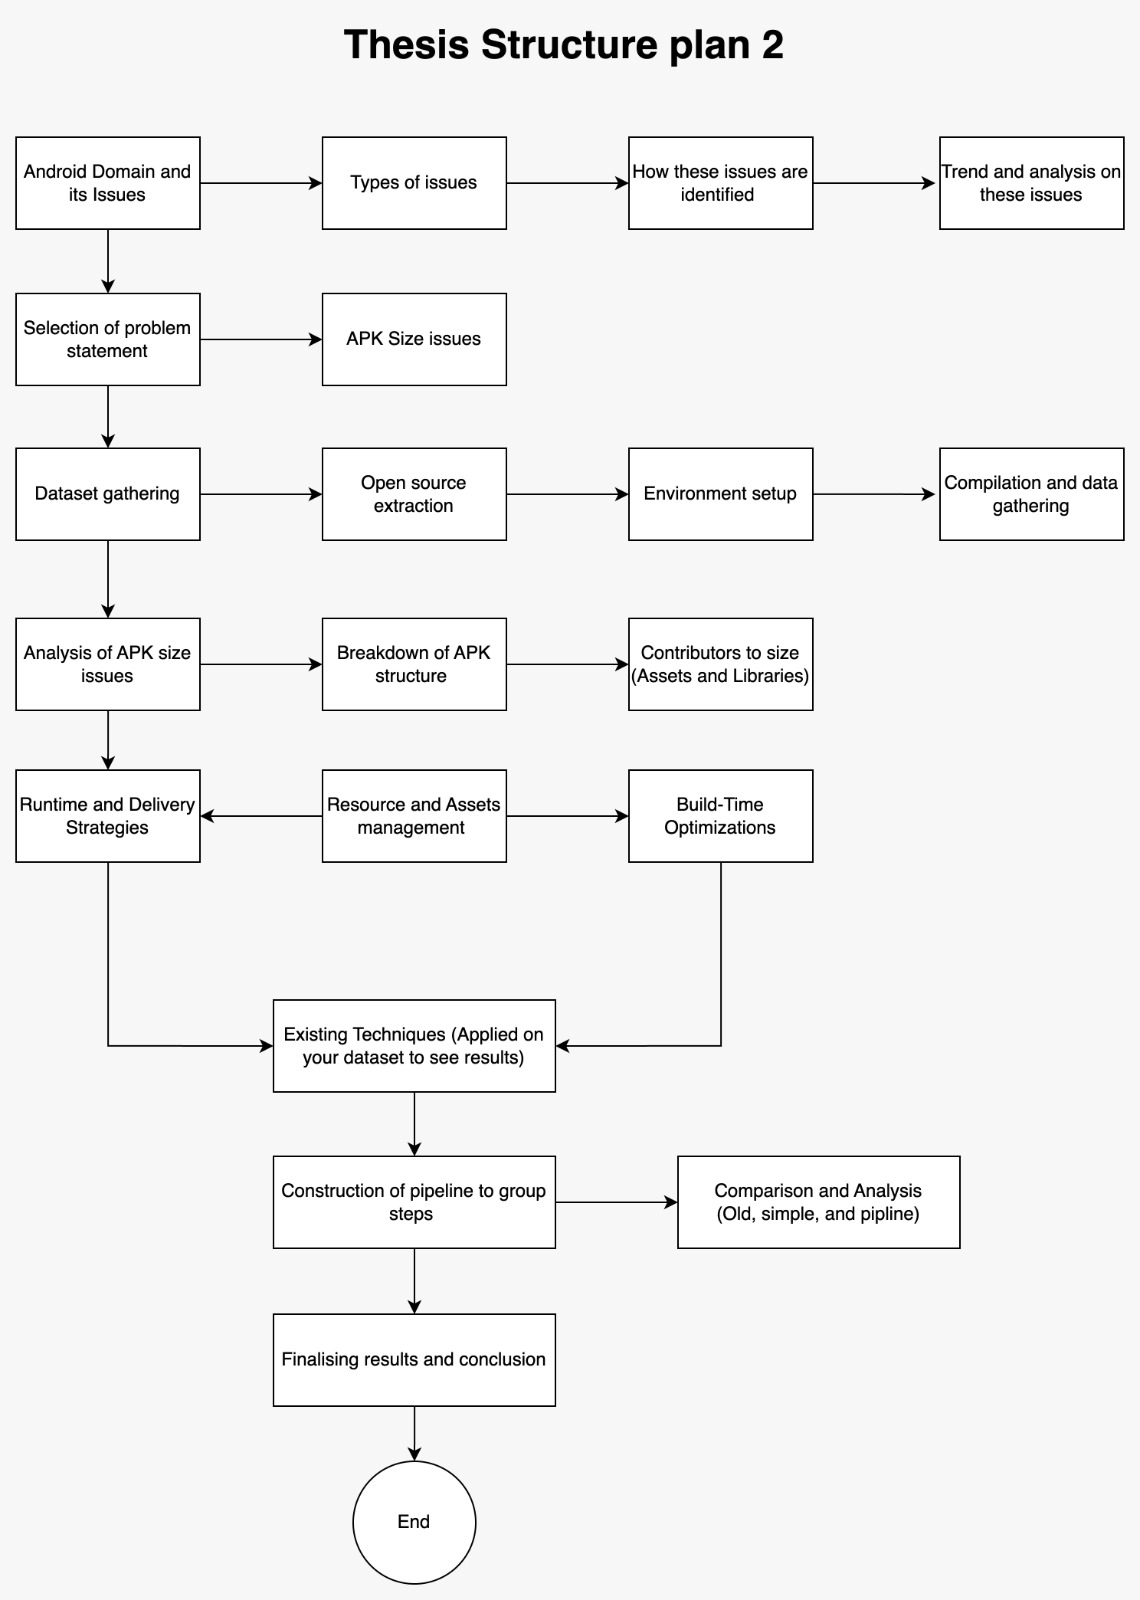 Thesis Structure plan 2
Android Domain and
its Issues
Types of issues
How these issues are
identified
Trend and analysis on
these issues
Selection of problem
statement
APK Size issues
Dataset gathering
Open source
extraction
Environment setup
Compilation and data
gathering
Analysis of APK size
issues
Breakdown of APK
structure
Contributors to size
(Assets and Libraries)
Runtime and Delivery
Strategies
Resource and Assets
management
Build-Time
Optimizations
Existing Techniques (Applied on
your dataset to see results)
Construction of pipeline to group
steps
Comparison and Analysis
(Old, simple, and pipline)
Finalising results and conclusion
End